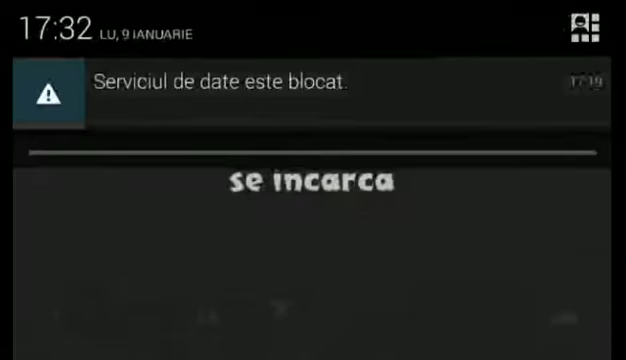 17:32 LU, 9 IANUARIE
Serviciul de date este blocat. 17:19
se incarca